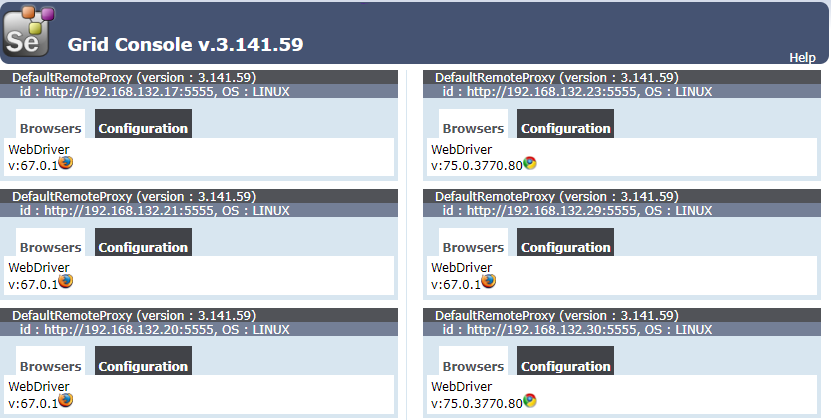 Se
Grid Console v.3.141.59
Help
DefaultRemoteProxy (version : 3.141.59)
id : http://192.168.132.17:5555, OS : LINUX
Browsers Configuration
WebDriver
v:67.0.1
DefaultRemoteProxy (version : 3.141.59)
id : http://192.168.132.21:5555, OS : LINUX
Browsers Configuration
WebDriver
v:67.0.1
DefaultRemoteProxy (version : 3.141.59)
id : http://192.168.132.20:5555, OS : LINUX
Browsers Configuration
WebDriver
v:67.0.1
DefaultRemoteProxy (version : 3.141.59)
id : http://192.168.132.23:5555, OS : LINUX
Browsers Configuration
WebDriver
v:75.0.3770.80
DefaultRemoteProxy (version : 3.141.59)
id : http://192.168.132.29:5555, OS : LINUX
Browsers Configuration
WebDriver
v:67.0.1
DefaultRemoteProxy (version : 3.141.59)
id : http://192.168.132.30:5555, OS : LINUX
Browsers Configuration
WebDriver
v:75.0.3770.80